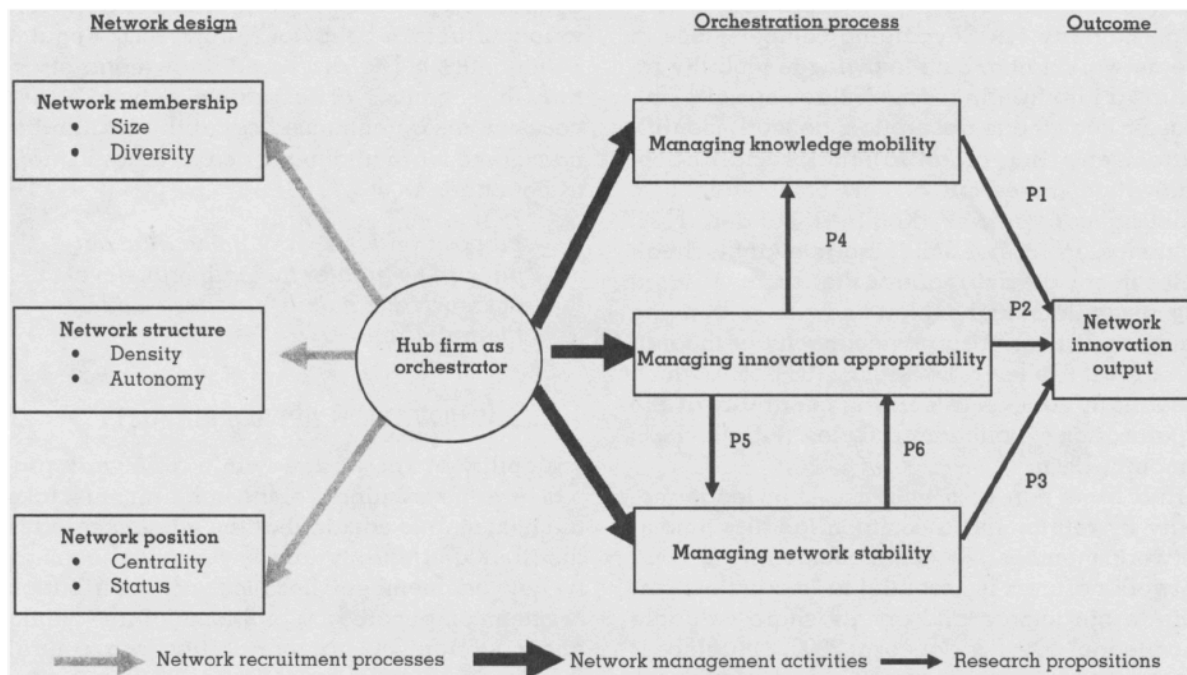 Network design
Orchestration process
Outcome
Network membership
• Size
• Diversity
Network structure
• Density
• Autonomy
Network position
• Centrality
• Status
Hub firm as
orchestrator
Managing knowledge mobility
P4
Managing innovation appropriability
P5
P6
Managing network stability
P1
P2
P3
Network
innovation
output
Network recruitment processes
Network management activities
Research propositions